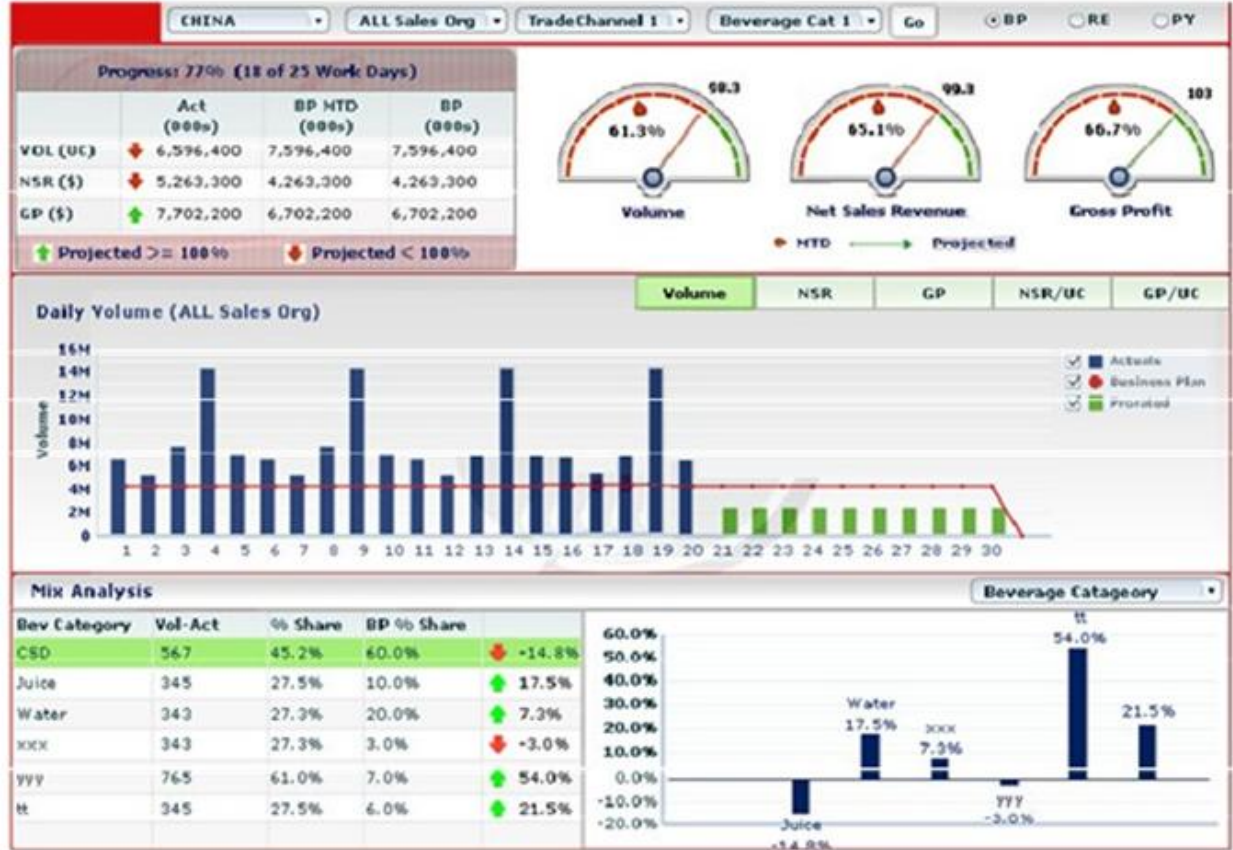 CHINA ALL Sales Org TradeChannel 1 Beverage Cat 1 Go BP RE PY
Progress: 77% (18 of 25 Work Days)
Act BP MTD BP
(000s) (000s) (000s)
VOL (UC) 6,596,400 7,596,400 7,596,400
NSR ($) 5,263,300 4,263,300 4,263,300
GP ($) 7,702,200 6,702,200 6,702,200
Projected >= 100% Projected < 100%
98.3 99.3 103
61.3% 65.1% 66.7%
Volume Net Sales Revenue Gross Profit
MTD Projected
Volume NSR GP NSR/UC GP/UC
Daily Volume (ALL Sales Org)
Volume
16M
14M
12M
10M
8M
6M
4M
2M
0
1 2 3 4 5 6 7 8 9 10 11 12 13 14 15 16 17 18 19 20 21 22 23 24 25 26 27 28 29 30
Actuals
Business Plan
Prorated
Mix Analysis
Beverage Catageory
Bev Category Vol-Act % Share BP % Share
CSD 567 45.2% 60.0% -14.8%
Juice 345 27.5% 10.0% 17.5%
Water 343 27.3% 20.0% 7.3%
xxx 343 27.3% 3.0% -3.0%
yyy 765 61.0% 7.0% 54.0%
tt 345 27.5% 6.0% 21.5%
60.0%
50.0%
40.0%
30.0%
20.0%
10.0%
0.0%
-10.0%
-20.0%
Juice
-14.8%
Water
17.5%
xxx
7.3%
yyy
-3.0%
tt
54.0%
21.5%